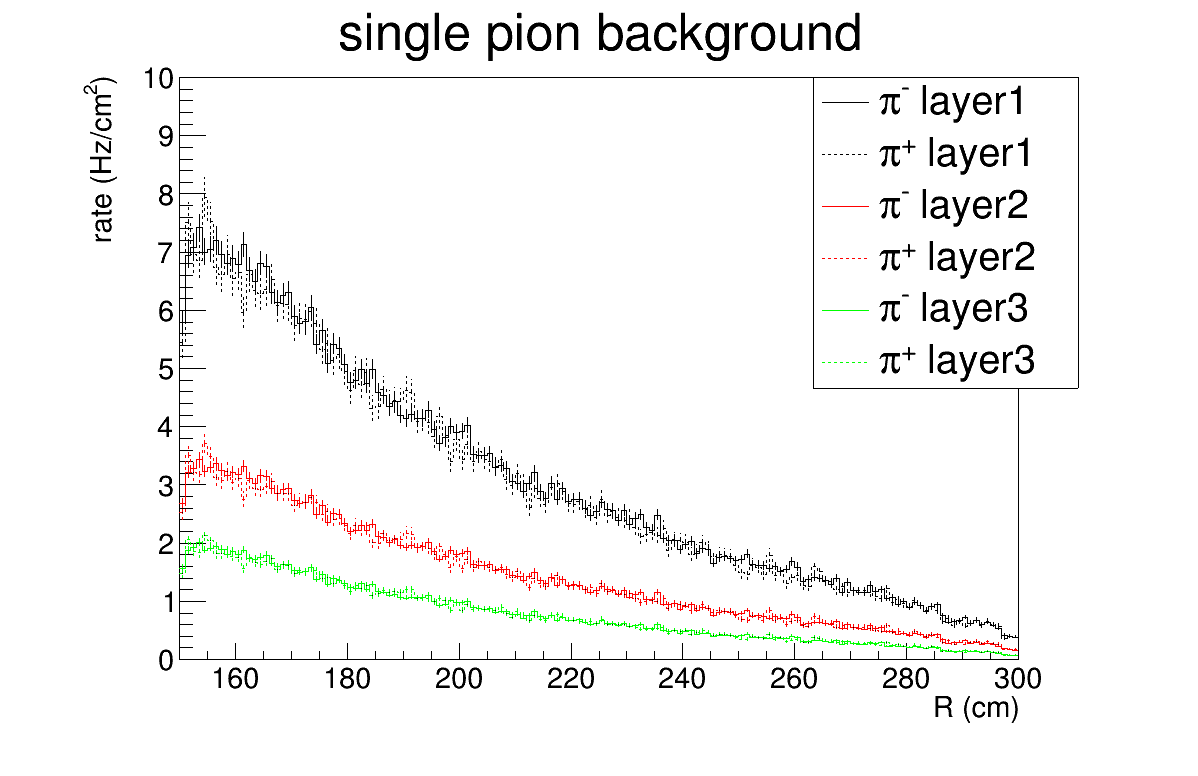 single pion background
rate (Hz/cm²)
10
9
8
7
6
5
4
3
2
1
0
π⁻ layer1
π⁺ layer1
π⁻ layer2
π⁺ layer2
π⁻ layer3
π⁺ layer3
160 180 200 220 240 260 280 300
R (cm)